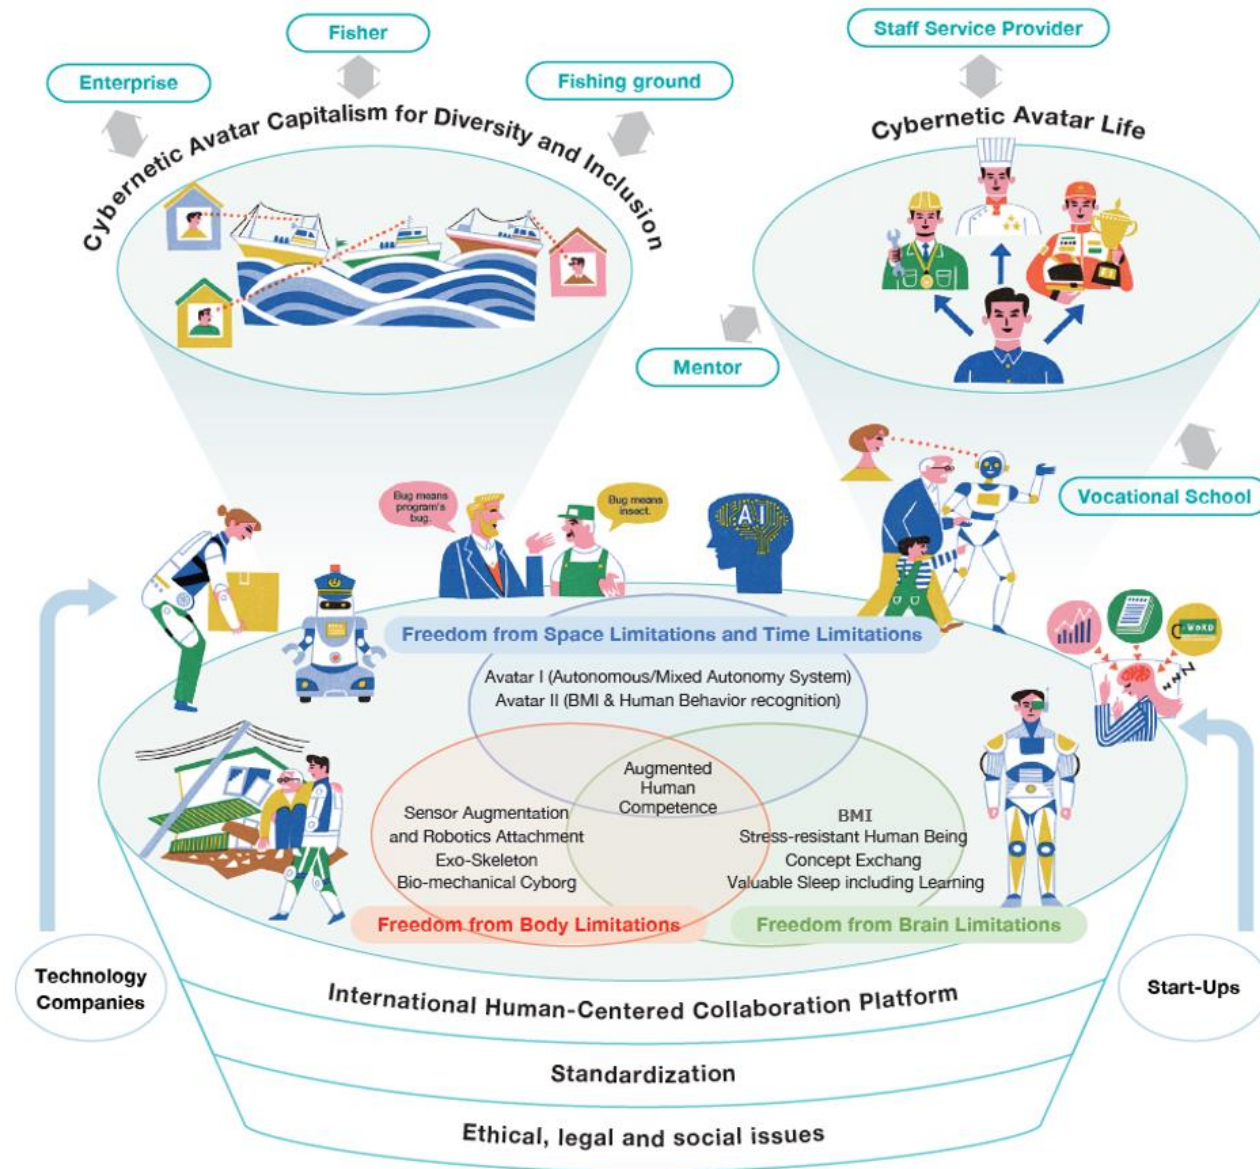 Fisher
Staff Service Provider
Enterprise
Fishing ground
Cybernetic Avatar Capitalism for Diversity and Inclusion
Cybernetic Avatar Life
Mentor
Vocational School
Bug means
program's
bug.
Bug means
insect.
AI
WORD
Freedom from Space Limitations and Time Limitations
Avatar I (Autonomous/Mixed Autonomy System)
Avatar II (BMI & Human Behavior recognition)
Augmented
Human
Competence
Sensor Augmentation
and Robotics Attachment
Exo-Skeleton
Bio-mechanical Cyborg
BMI
Stress-resistant Human Being
Concept Exchang
Valuable Sleep including Learning
Freedom from Body Limitations
Freedom from Brain Limitations
Technology
Companies
Start-Ups
International Human-Centered Collaboration Platform
Standardization
Ethical, legal and social issues